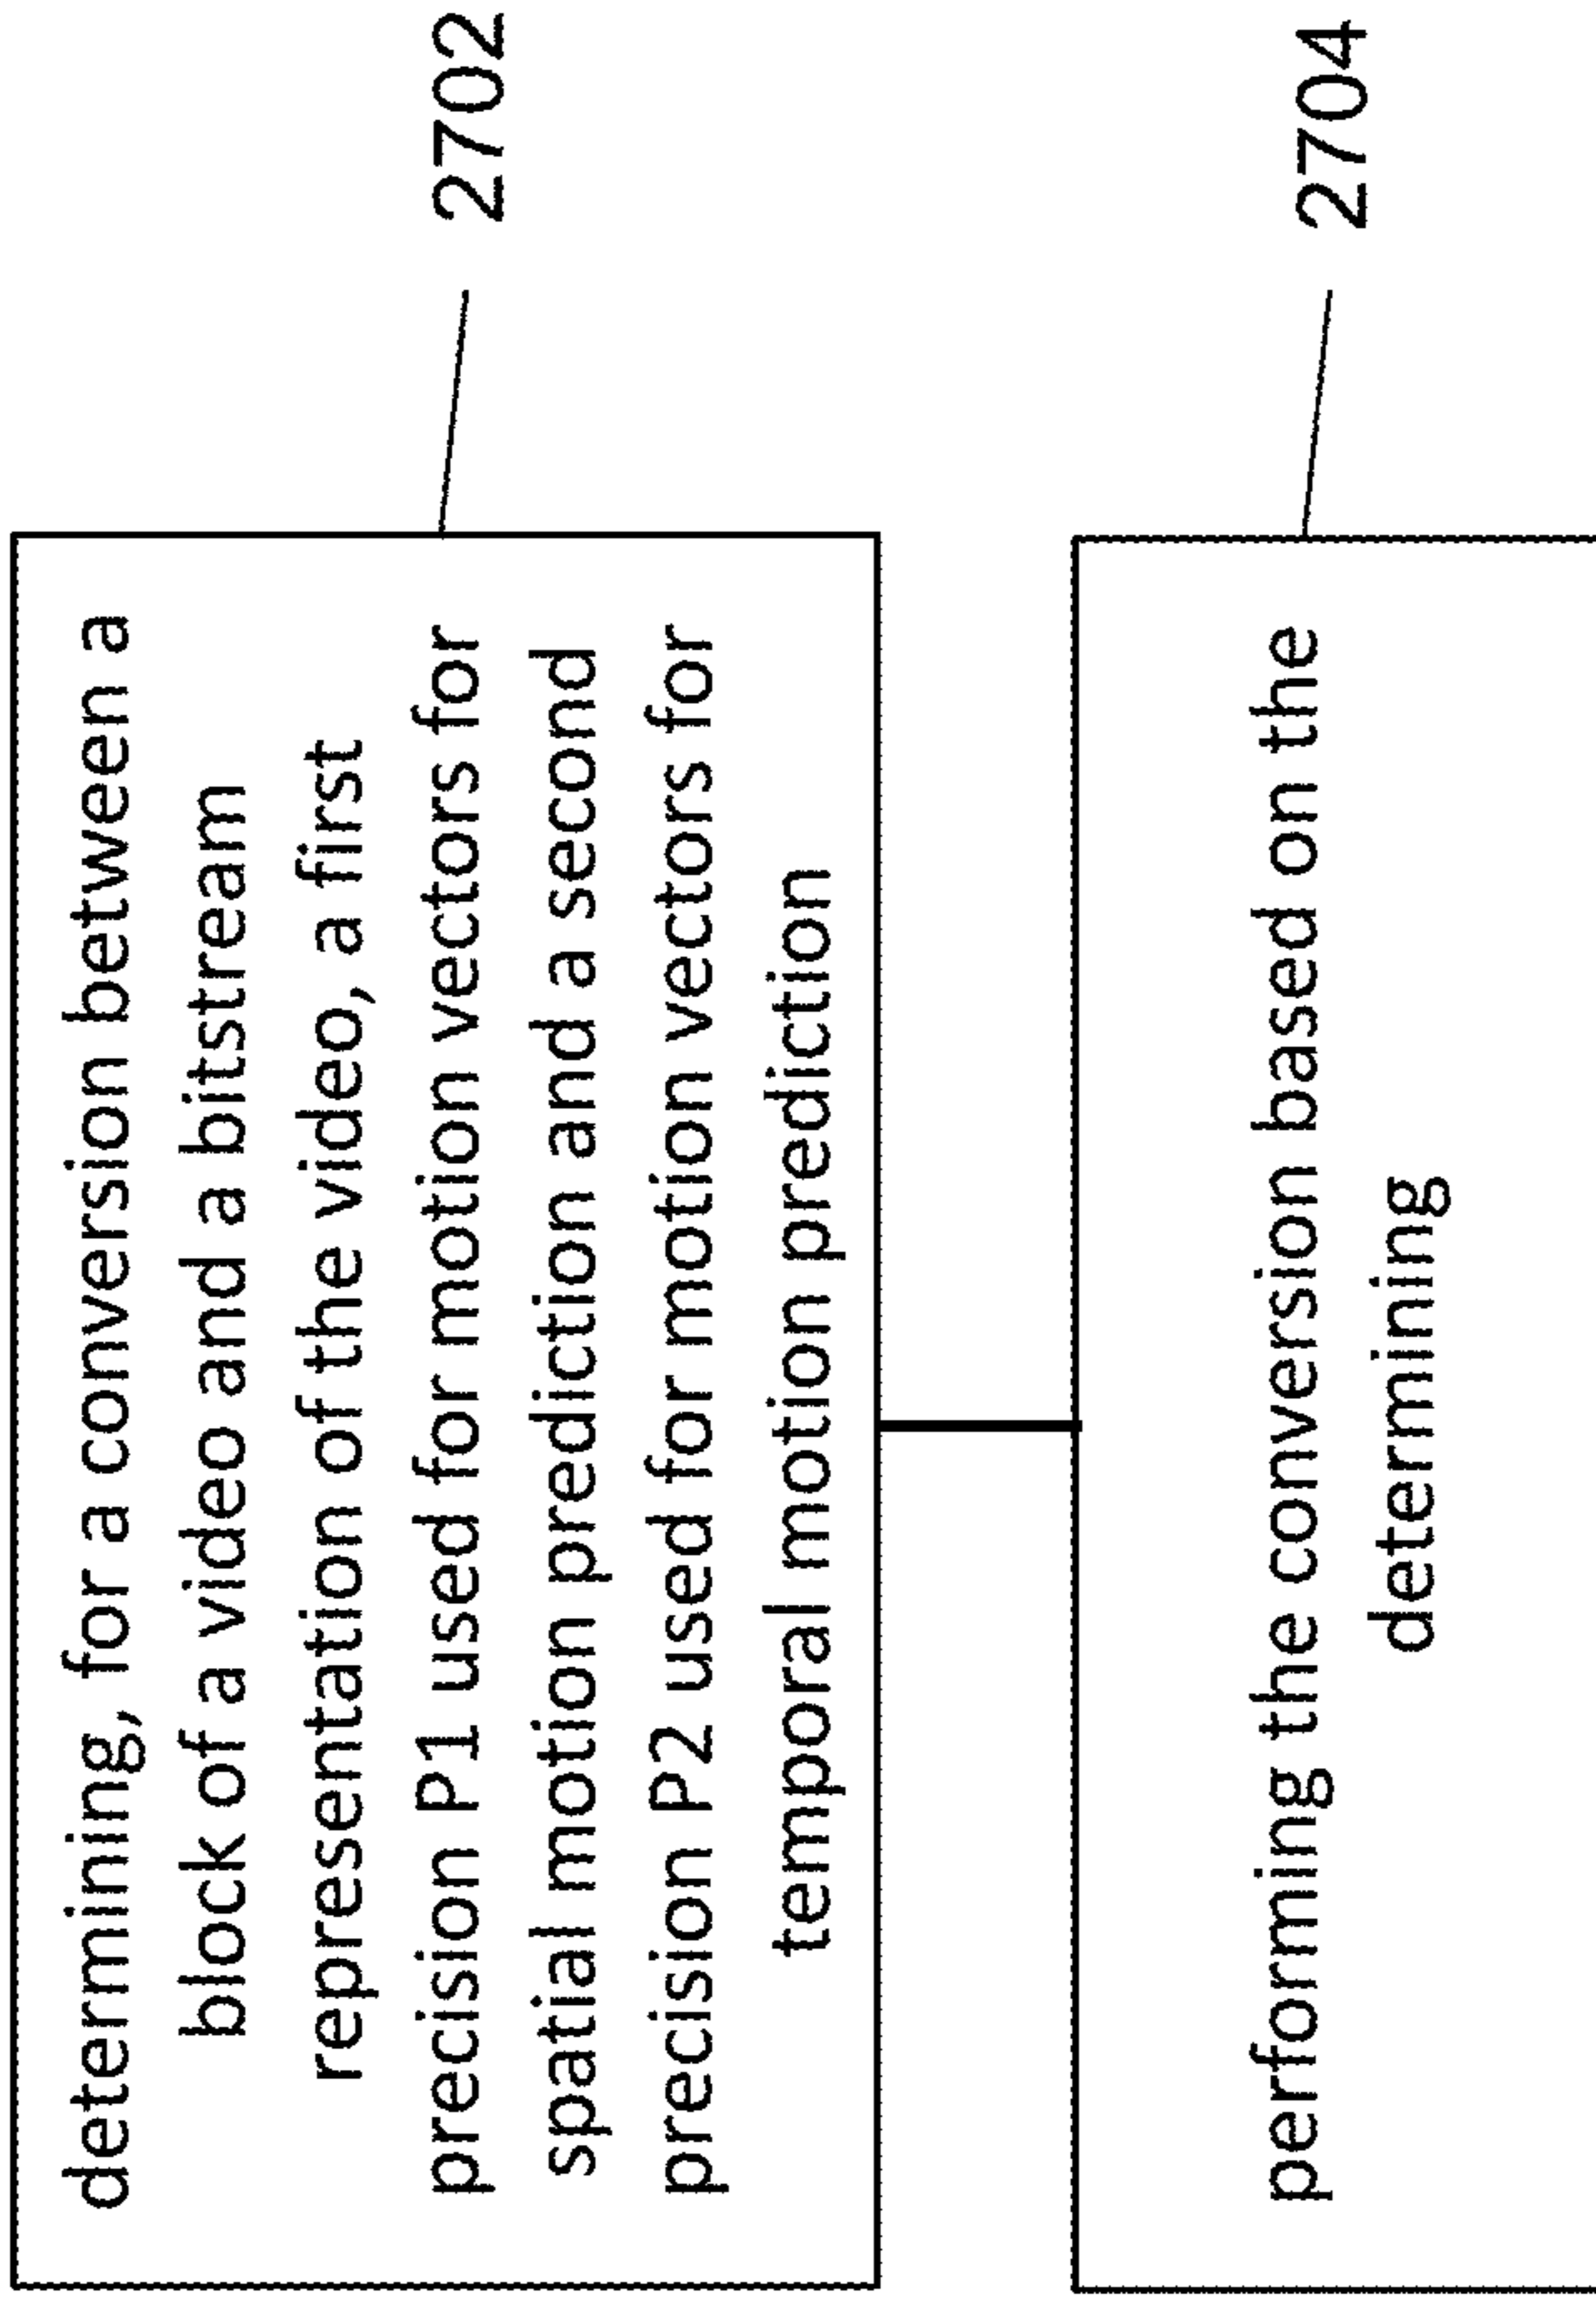 determining, for a conversion between a
block of a video and a bitstream
representation of the video, a first
precision P1 used for motion vectors for
spatial motion prediction and a second
precision P2 used for motion vectors for
temporal motion prediction
2702
performing the conversion based on the
determining
2704